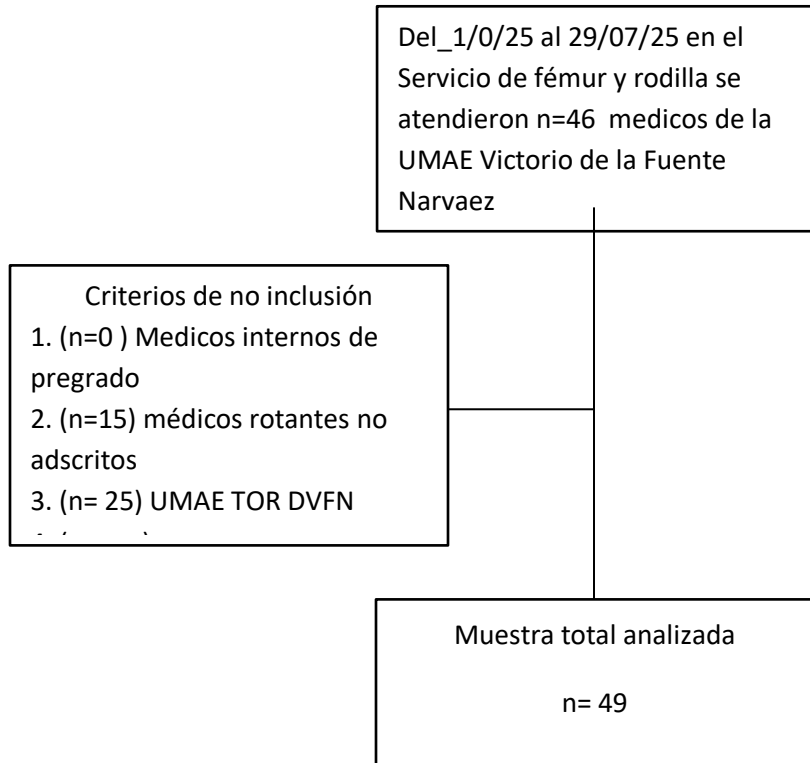 Del_1/0/25 al 29/07/25 en el
Servicio de fémur y rodilla se
atendieron n=46 medicos de la
UMAE Victorio de la Fuente
Narvaez
Criterios de no inclusión
1. (n=0 ) Medicos internos de
pregrado
2. (n=15) médicos rotantes no
adscritos
3. (n= 25) UMAE TOR DVFN
Muestra total analizada
n= 49